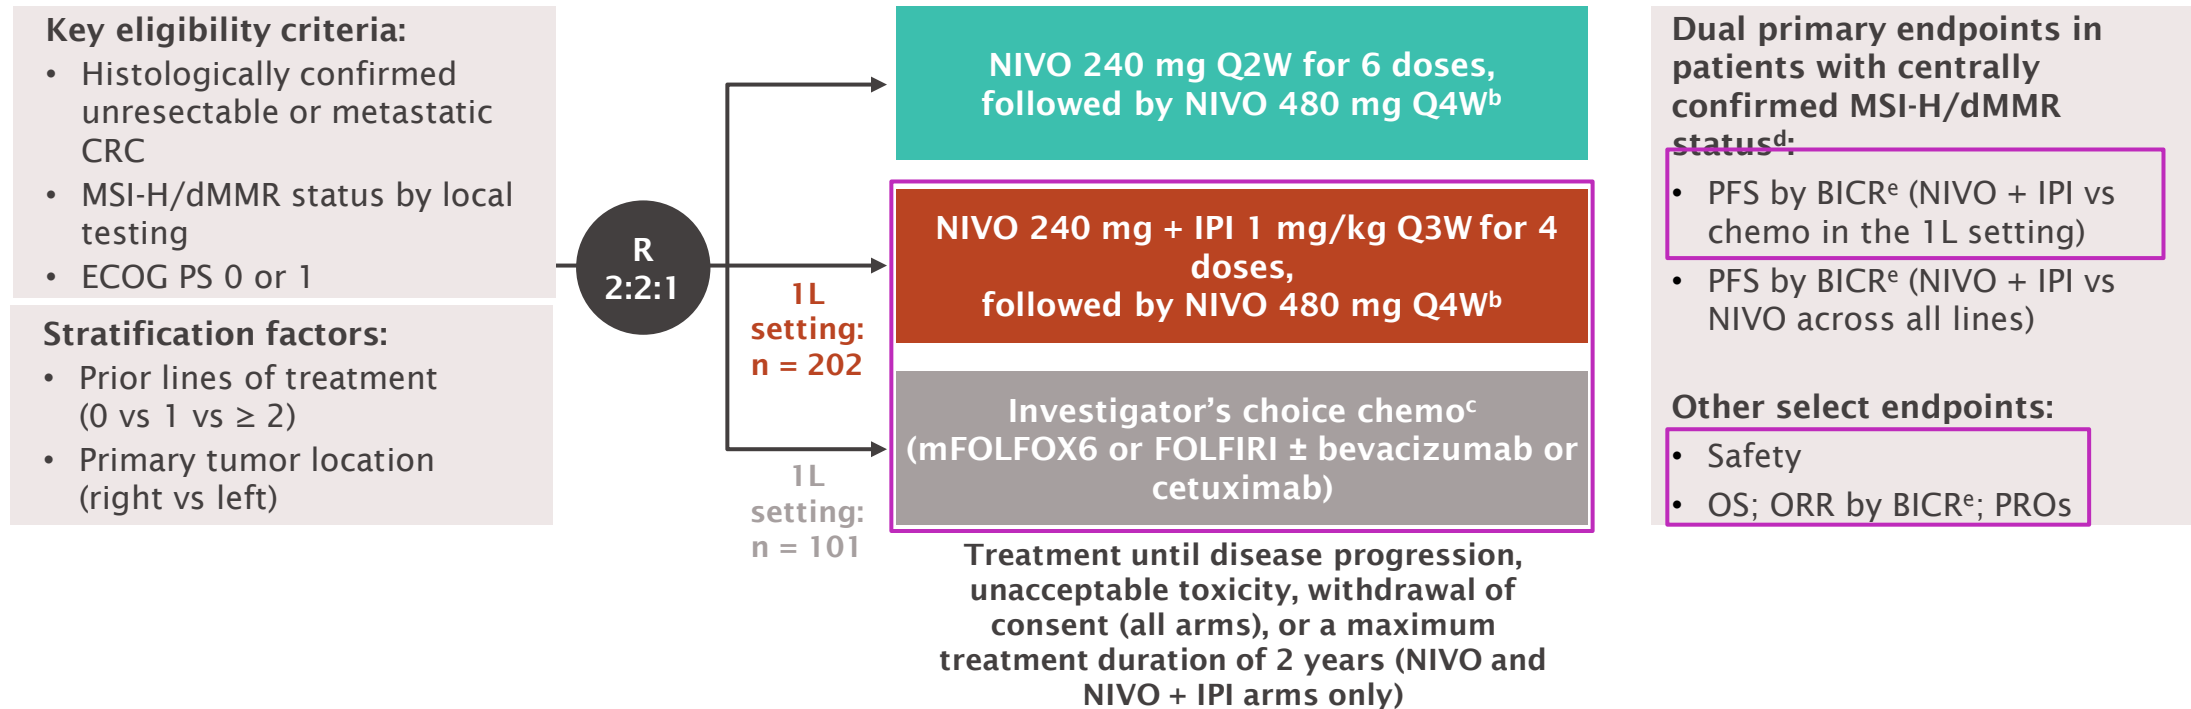 Key eligibility criteria:
• Histologically confirmed
unresectable or metastatic
CRC
• MSI-H/dMMR status by local
testing
• ECOG PS 0 or 1
Stratification factors:
• Prior lines of treatment
(0 vs 1 vs ≥ 2)
• Primary tumor location
(right vs left)
R
2:2:1
1L
setting:
n = 202
1L
setting:
n = 101
NIVO 240 mg Q2W for 6 doses,
followed by NIVO 480 mg Q4Wᵇ
NIVO 240 mg + IPI 1 mg/kg Q3W for 4
doses,
followed by NIVO 480 mg Q4Wᵇ
Investigator’s choice chemoᶜ
(mFOLFOX6 or FOLFIRI ± bevacizumab or
cetuximab)
Treatment until disease progression,
unacceptable toxicity, withdrawal of
consent (all arms), or a maximum
treatment duration of 2 years (NIVO and
NIVO + IPI arms only)
Dual primary endpoints in
patients with centrally
confirmed MSI-H/dMMR
statusᵈ:
• PFS by BICRᵉ (NIVO + IPI vs
chemo in the 1L setting)
• PFS by BICRᵉ (NIVO + IPI vs
NIVO across all lines)
Other select endpoints:
• Safety
• OS; ORR by BICRᵉ; PROs